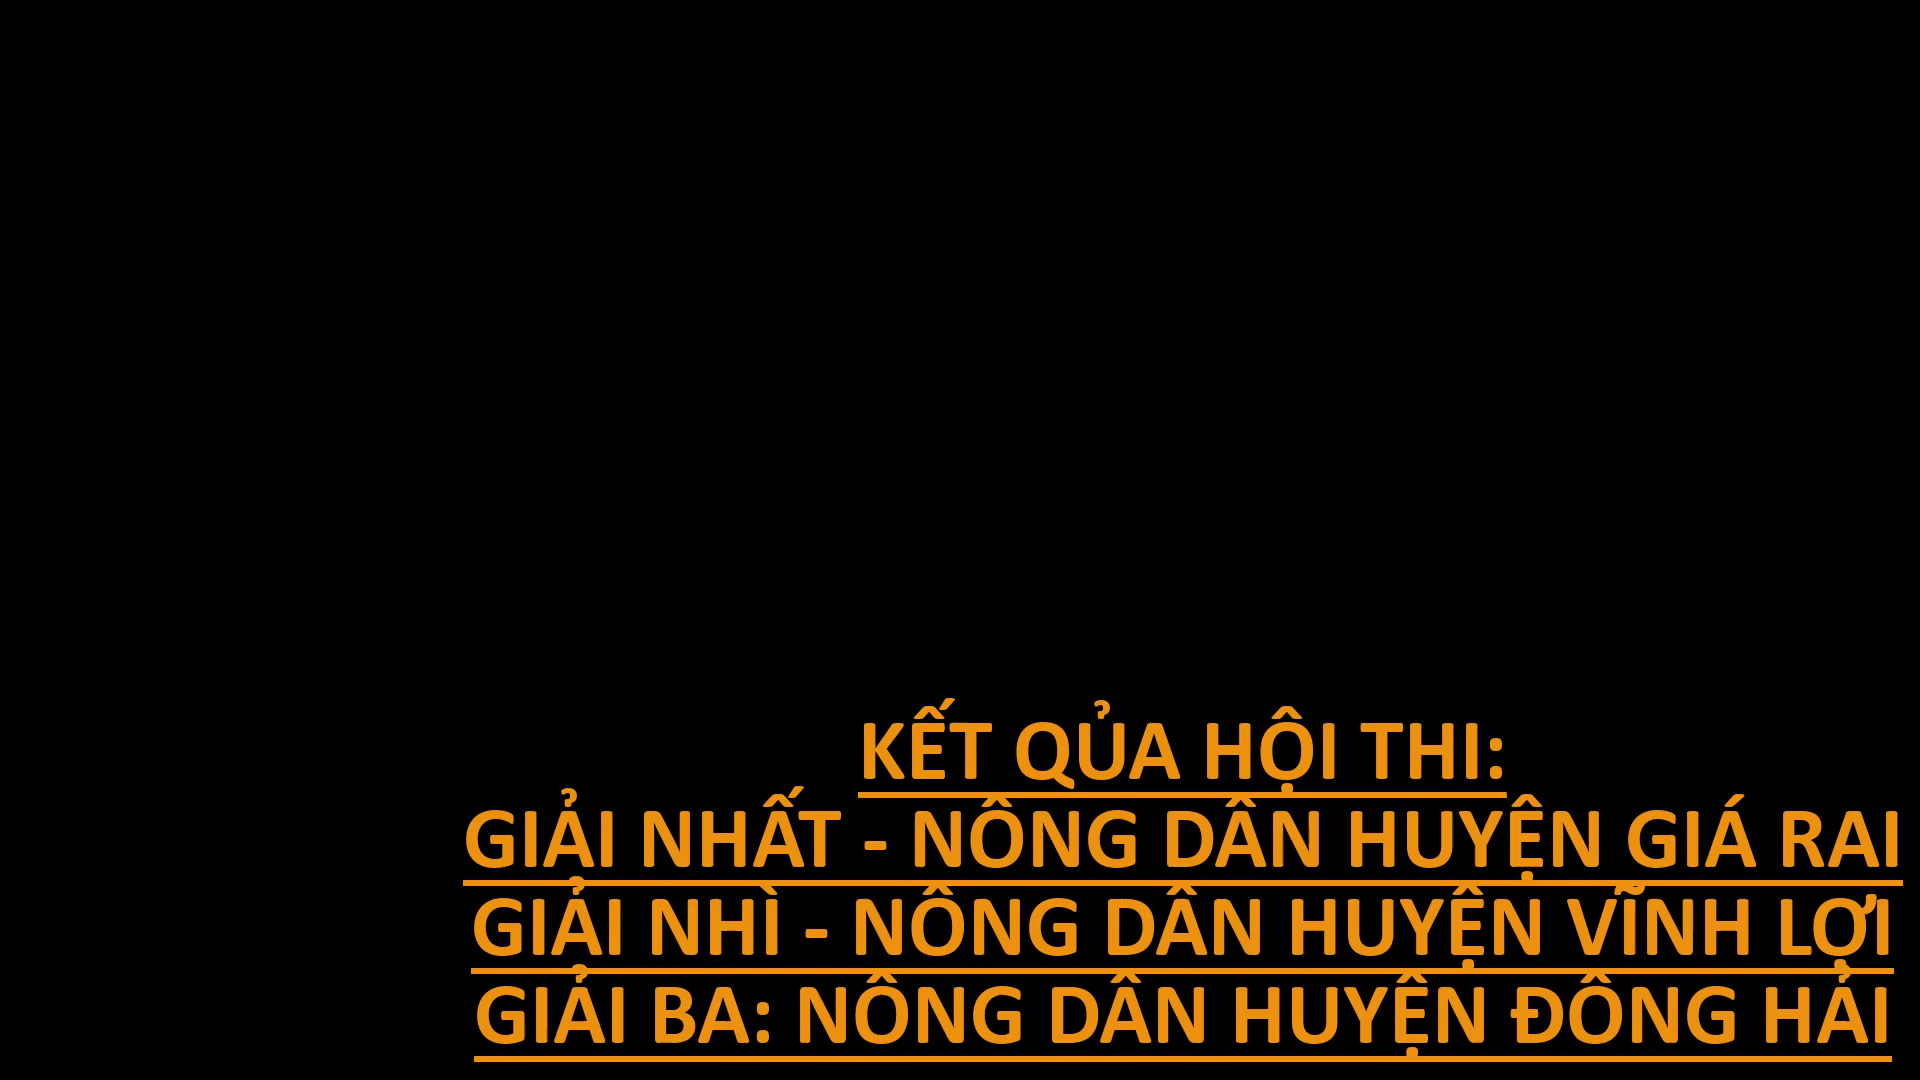 KẾT QỦA HỘI THI:
GIẢI NHẤT - NÔNG DÂN HUYỆN GIÁ RAI
GIẢI NHÌ - NÔNG DÂN HUYỆN VĨNH LỢI
GIẢI BA: NÔNG DÂN HUYỆN ĐÔNG HẢI